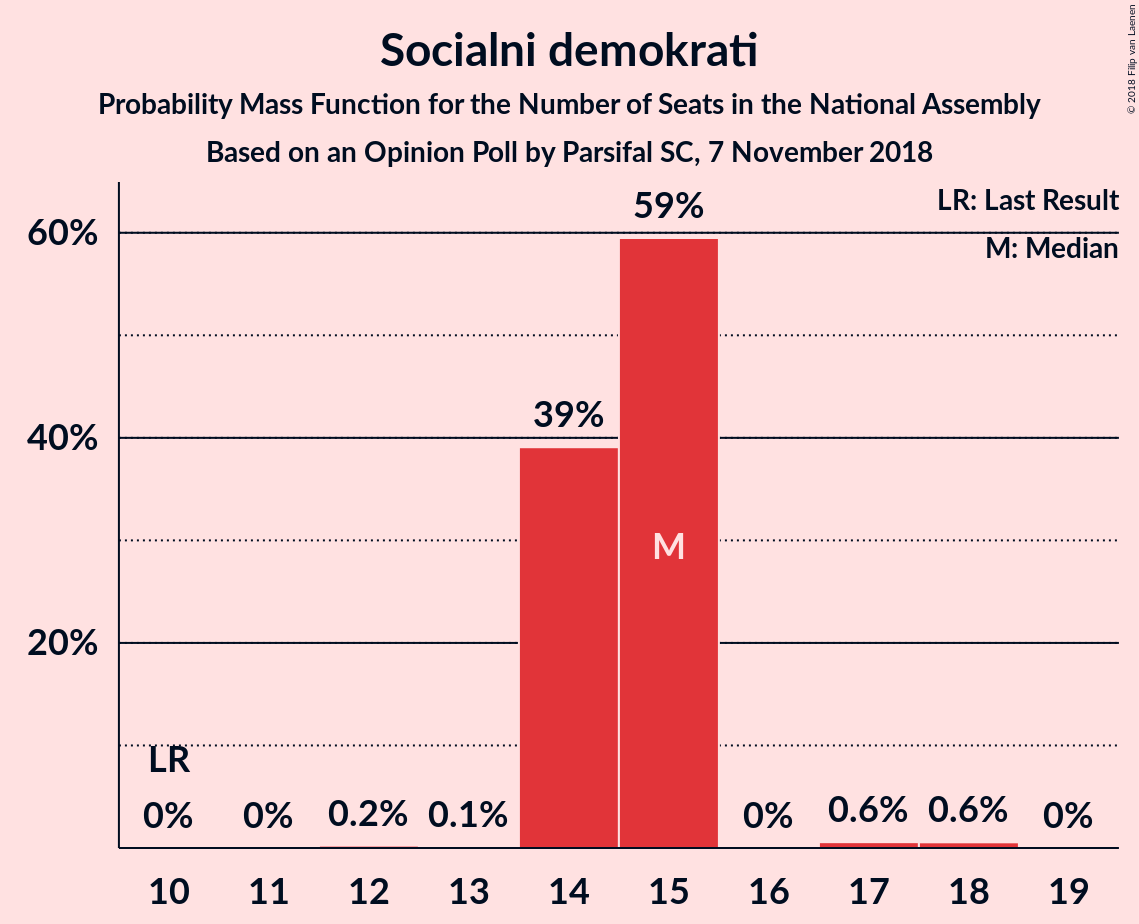 Socialni demokrati
Probability Mass Function for the Number of Seats in the National Assembly
Based on an Opinion Poll by Parsifal SC, 7 November 2018
© 2018 Filip van Laenen
LR: Last Result
M: Median
60%
40%
20%
59%
39%
M
LR
0%
0%
0.2%
0.1%
0%
0.6%
0.6%
0%
10
11
12
13
14
15
16
17
18
19